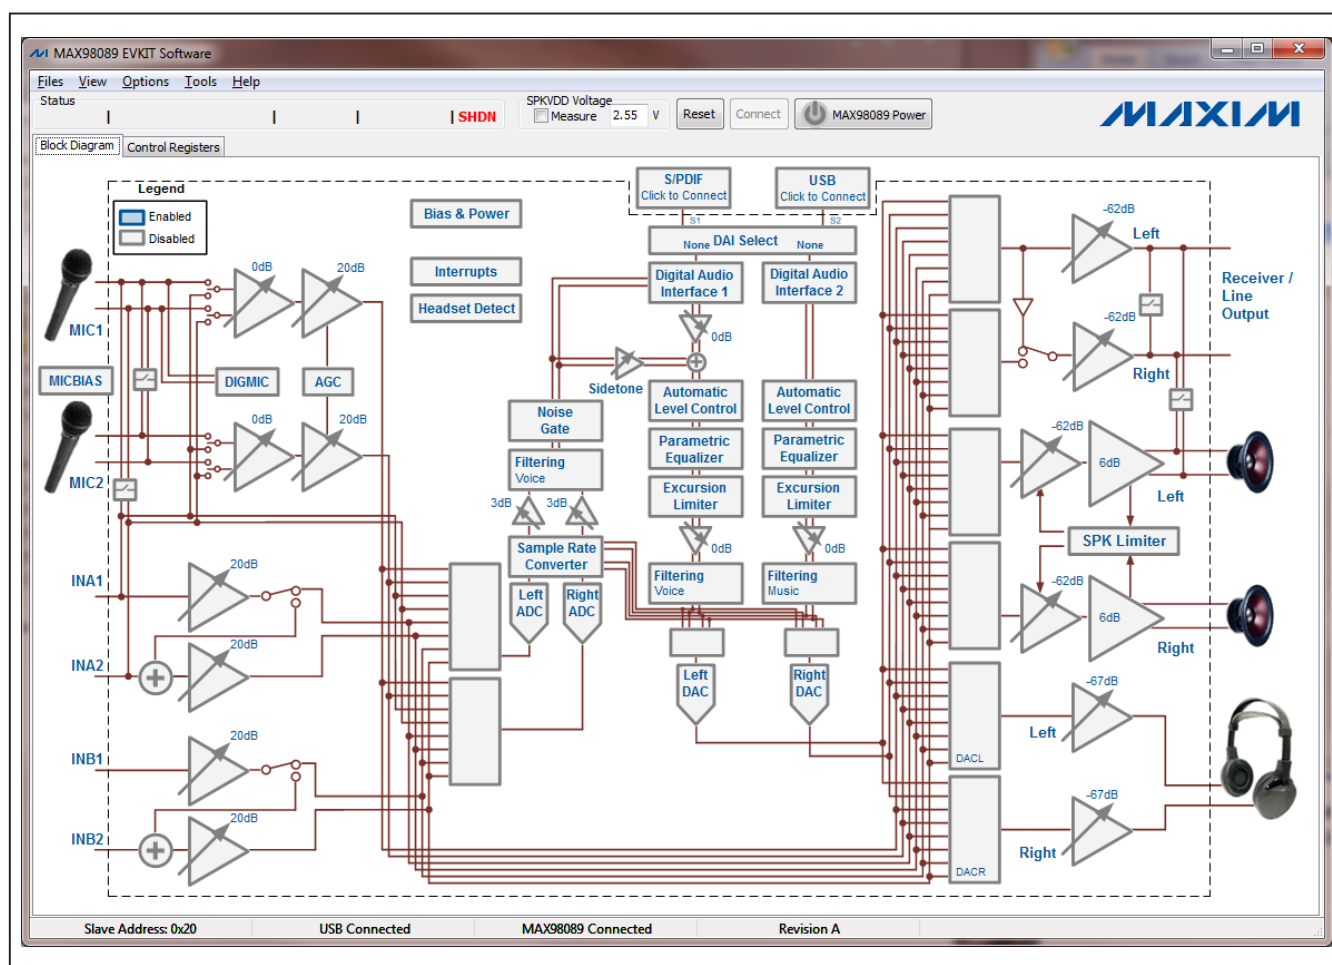 MAX98089 EVKIT Software
Files View Options Tools Help
Status
SHDN
SPKVDD Voltage
Measure 2.55 V
Reset
Connect
MAX98089 Power
MAXIM
Block Diagram
Control Registers
Legend
Enabled
Disabled
Bias & Power
Interrupts
Headset Detect
S/PDIF
Click to Connect
USB
Click to Connect
S1
S2
None DAI Select None
Digital Audio
Interface 1
Digital Audio
Interface 2
0dB
Sidetone
Automatic
Level Control
Automatic
Level Control
Parametric
Equalizer
Parametric
Equalizer
Excursion
Limiter
Excursion
Limiter
0dB
0dB
Filtering
Voice
Filtering
Music
Left
DAC
Right
DAC
Noise
Gate
Filtering
Voice
3dB
3dB
Sample Rate
Converter
Left
ADC
Right
ADC
MIC1
0dB
20dB
MICBIAS
DIGMIC
AGC
0dB
20dB
MIC2
INA1
20dB
INA2
20dB
INB1
20dB
INB2
20dB
-62dB
Left
Receiver /
Line
Output
-62dB
Right
-62dB
6dB
Left
SPK Limiter
-62dB
6dB
Right
-67dB
Left
DACL
-67dB
Right
DACR
Slave Address: 0x20
USB Connected
MAX98089 Connected
Revision A